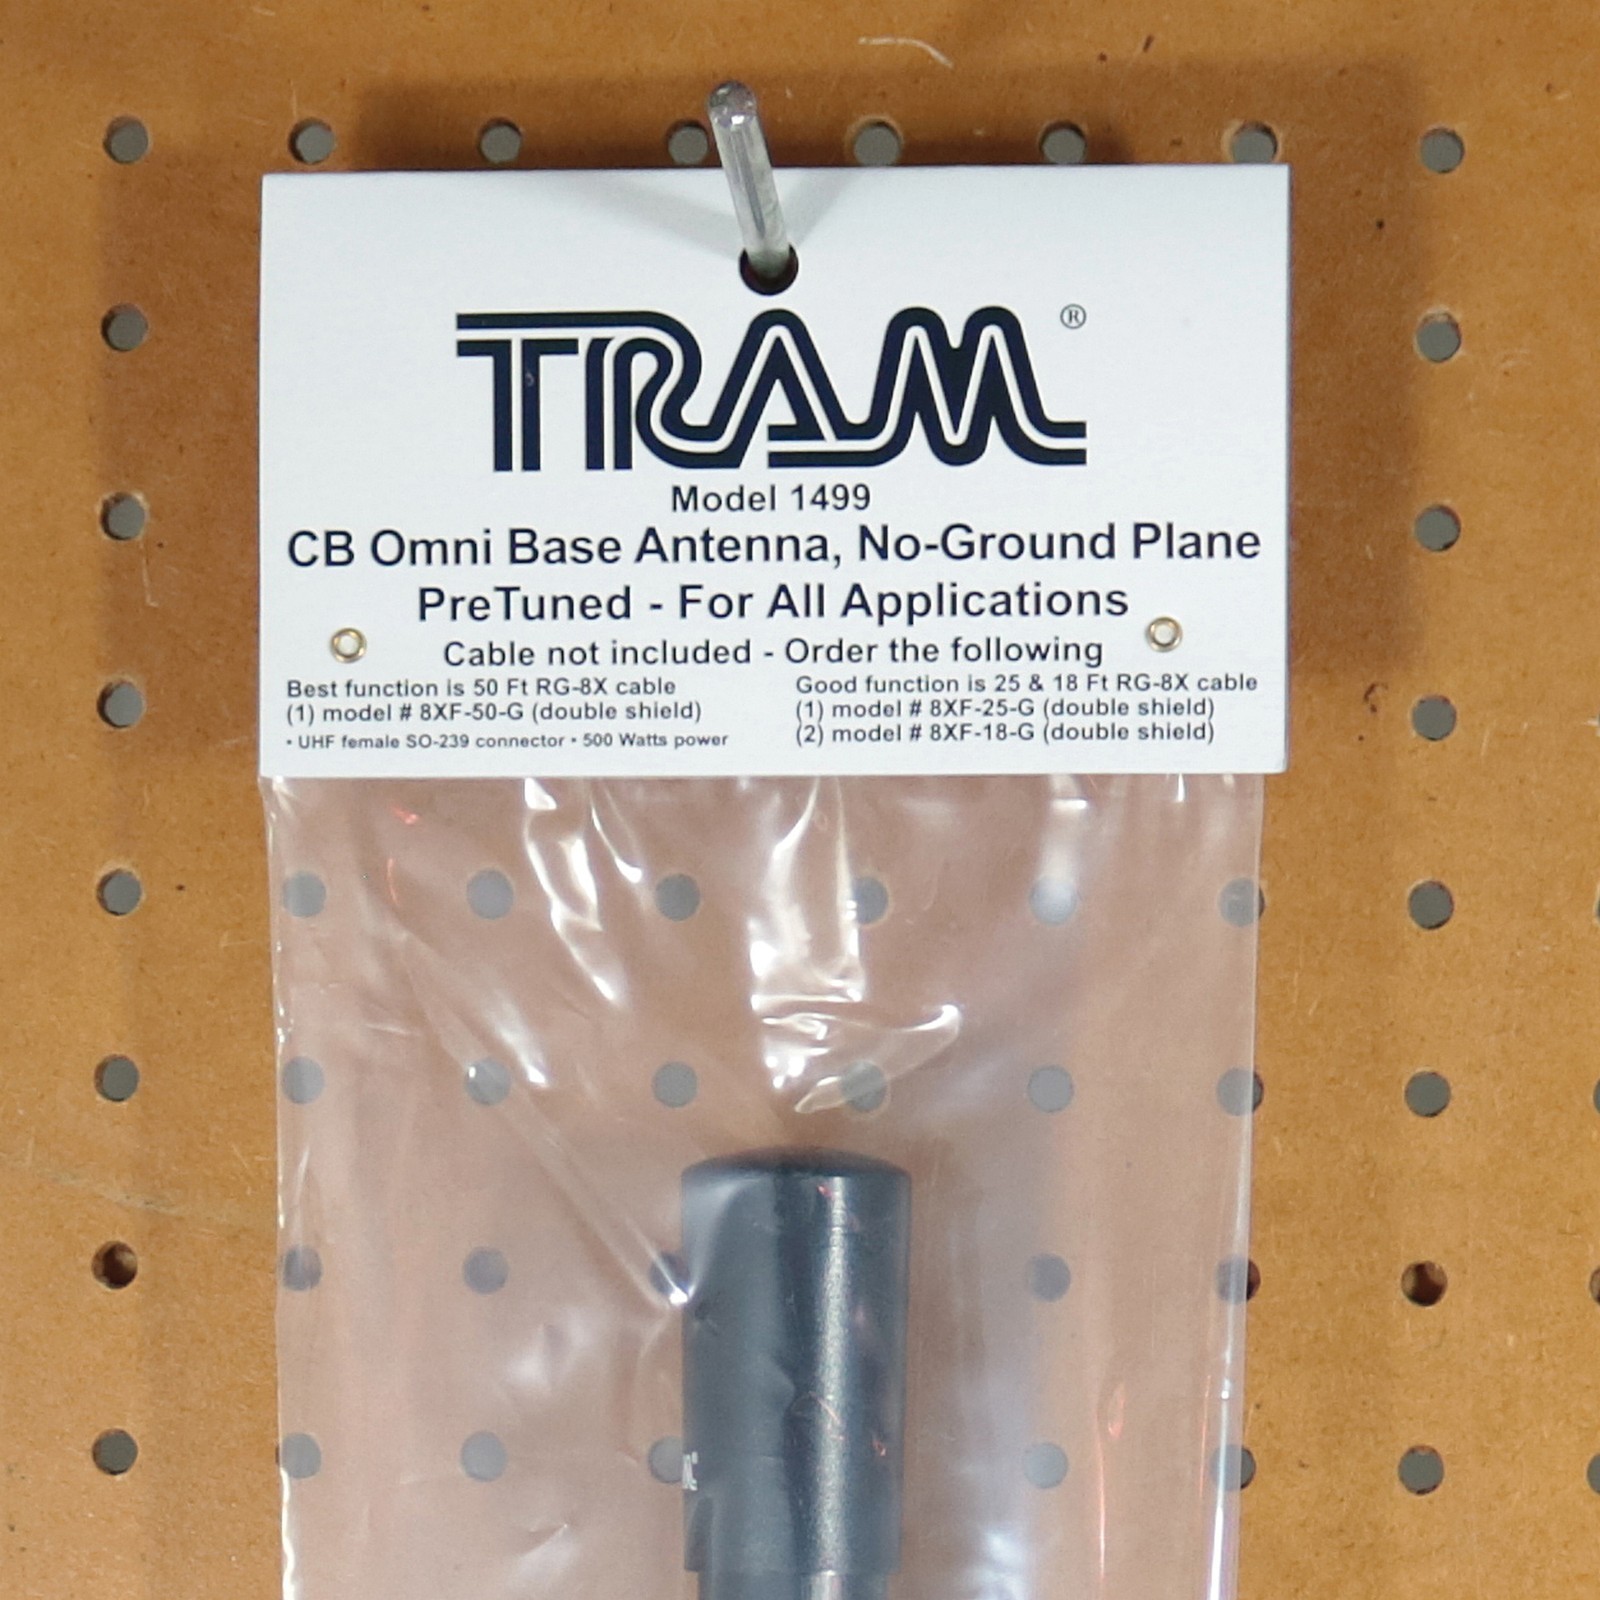 TRAM®
Model 1499
CB Omni Base Antenna, No-Ground Plane
PreTuned - For All Applications
Cable not included - Order the following
Best function is 50 Ft RG-8X cable
(1) model # 8XF-50-G (double shield)
• UHF female SO-239 connector • 500 Watts power
Good function is 25 & 18 Ft RG-8X cable
(1) model # 8XF-25-G (double shield)
(2) model # 8XF-18-G (double shield)